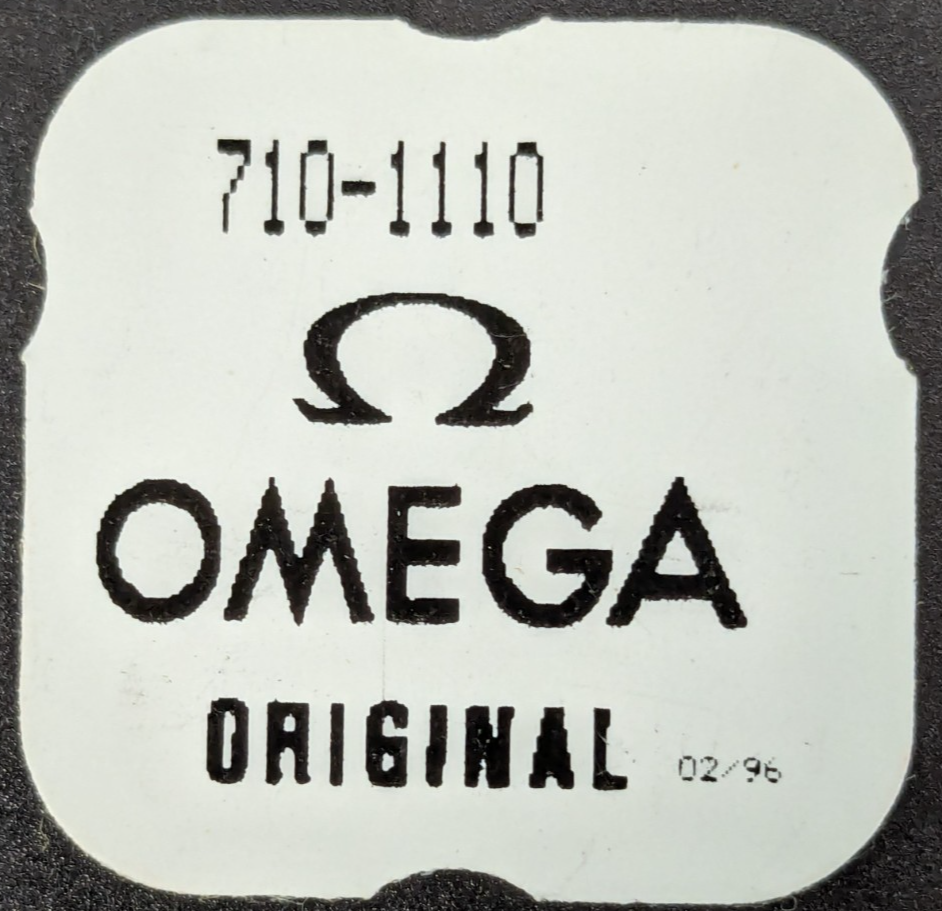 710-1110
Ω
OMEGA
ORIGINAL 02/96